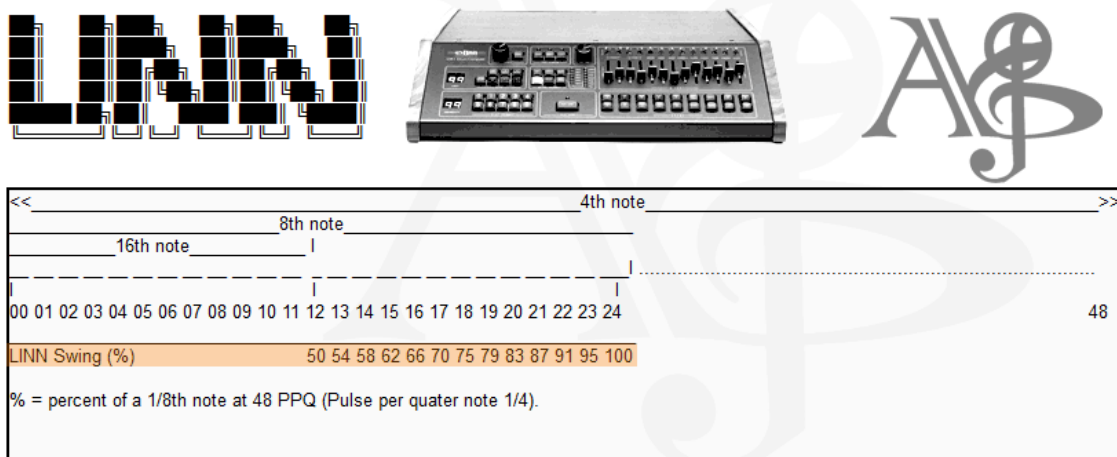 LINN
<< 4th note >>
8th note
16th note
00 01 02 03 04 05 06 07 08 09 10 11 12 13 14 15 16 17 18 19 20 21 22 23 24 48
LINN Swing (%) 50 54 58 62 66 70 75 79 83 87 91 95 100
% = percent of a 1/8th note at 48 PPQ (Pulse per quater note 1/4).